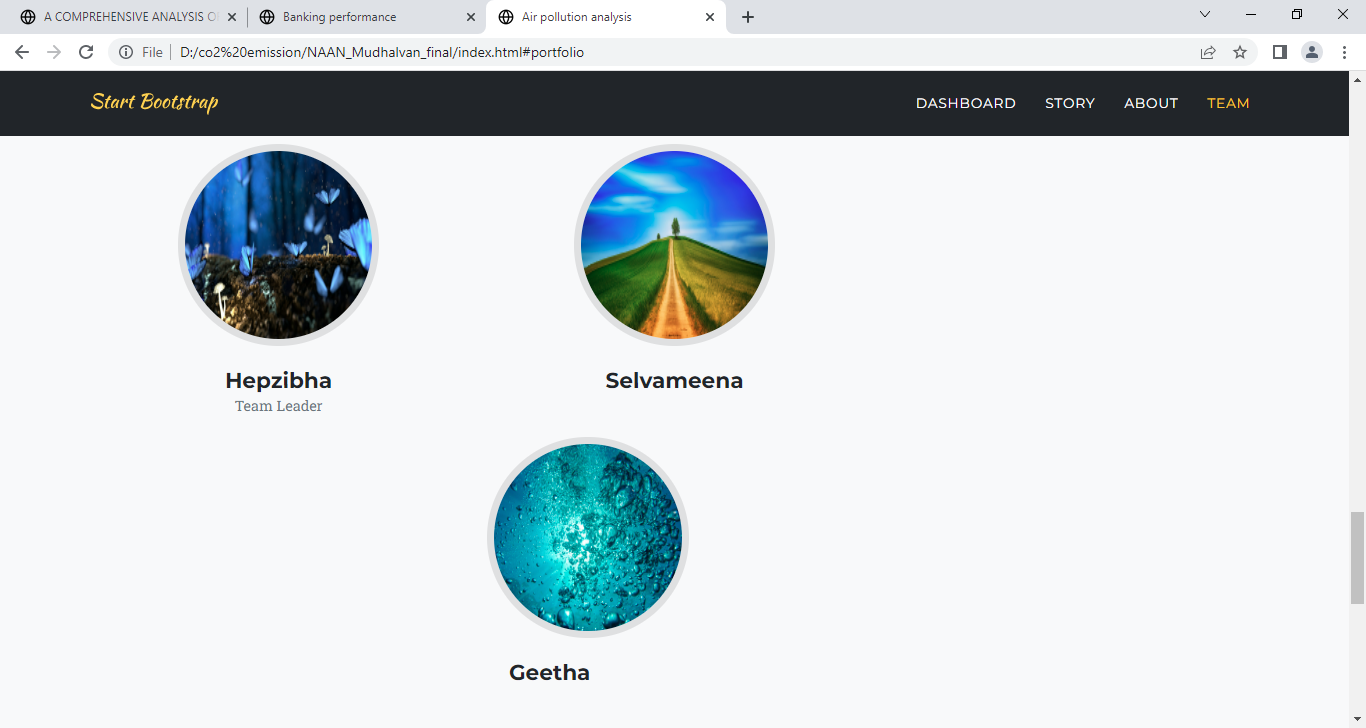 A COMPREHENSIVE ANALYSIS
Banking performance
Air pollution analysis
File
D:/co2%20emission/NAAN_Mudhalvan_final/index.html#portfolio
Start Bootstrap
DASHBOARD
STORY
ABOUT
TEAM
Hepzibha
Team Leader
Selvameena
Geetha